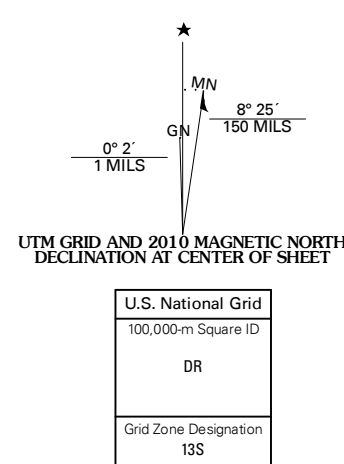 ★
MN
8° 25´
150 MILS
GN
0° 2´
1 MILS
UTM GRID AND 2010 MAGNETIC NORTH
DECLINATION AT CENTER OF SHEET
U.S. National Grid
100,000-m Square ID
DR
Grid Zone Designation
13S